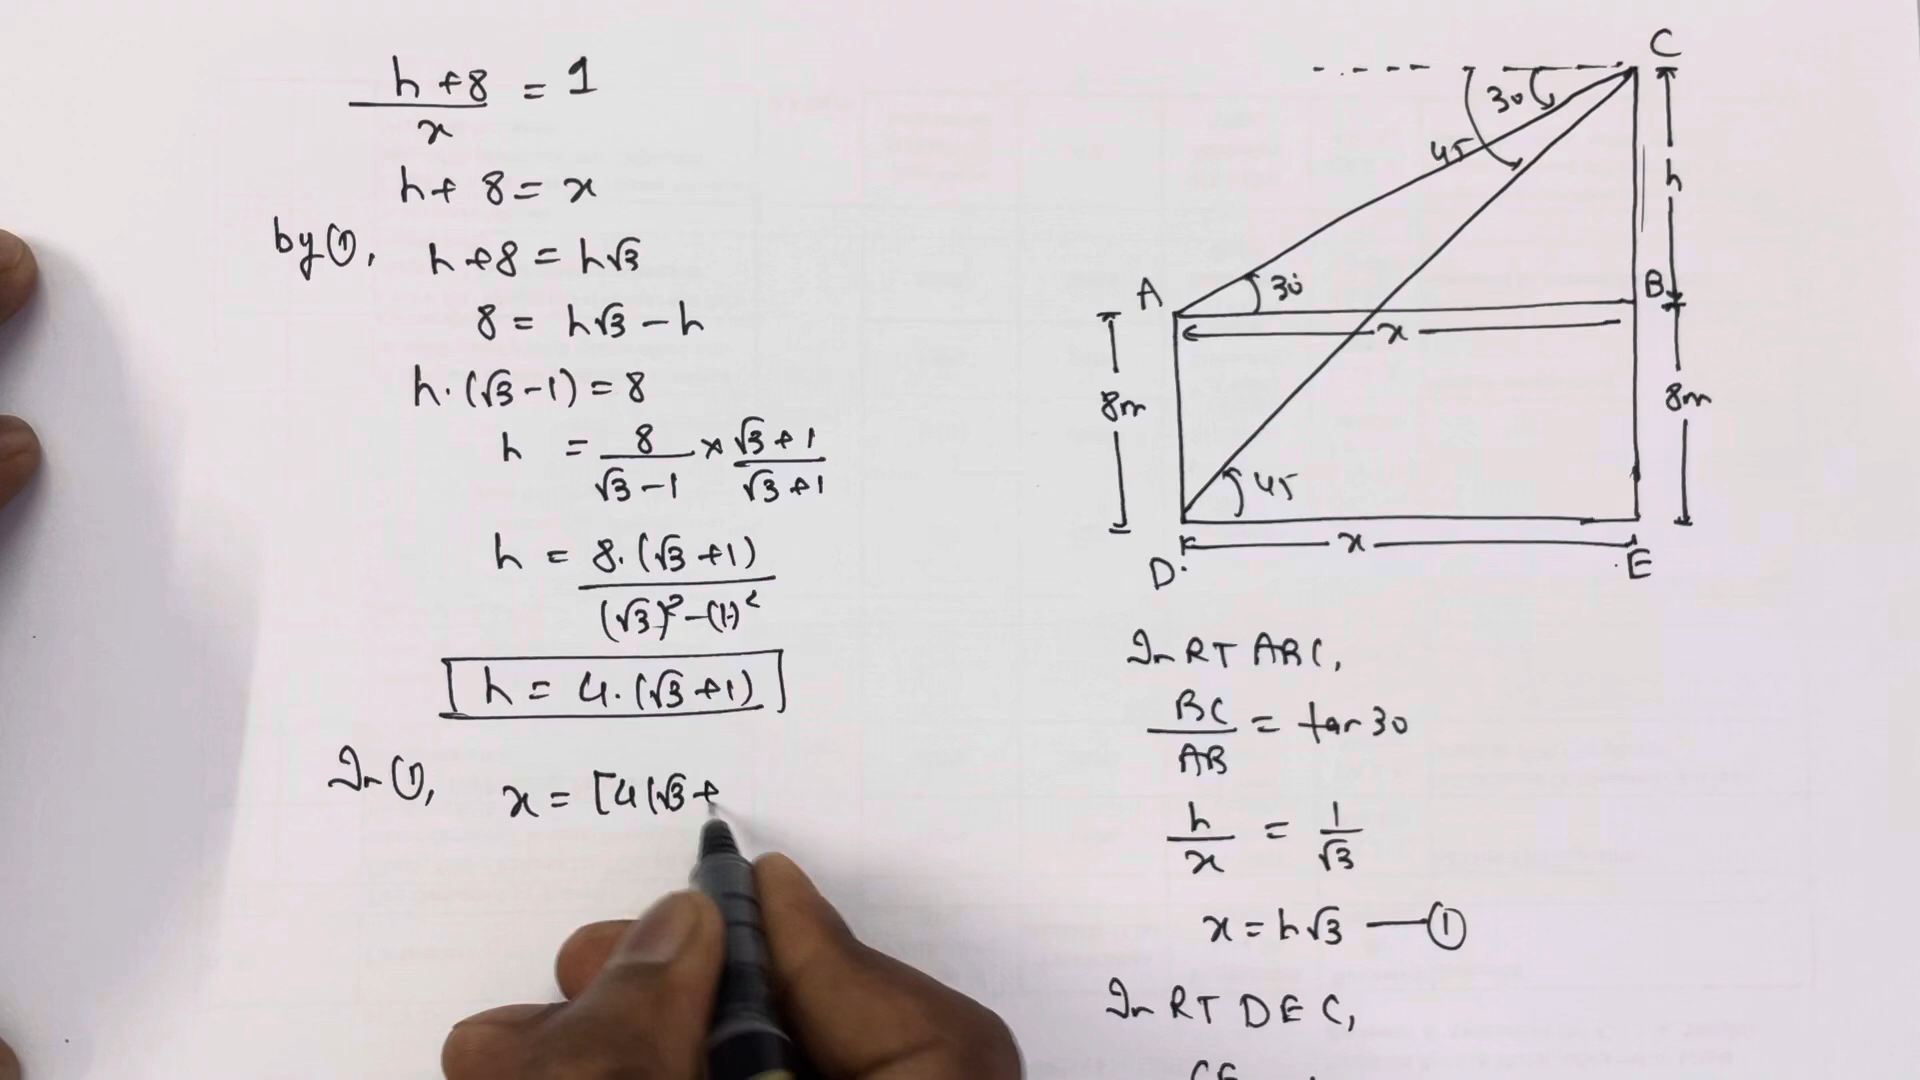 h+8 = 1
x
h+ 8 = x
by ①, h+8 = h√3
8 = h√3 - h
h·(√3-1) = 8
h = 8/√3-1 × √3+1/√3+1
h = 8·(√3+1)
(√3)² - (1)²
h = 4·(√3+1)
In ①, x = [4(√3+
C
30
45
h
A
30
B
x
8m
8m
45
x
D
E
In RT ABC,
BC/AB = tan 30
h/x = 1/√3
x = h√3 — ①
In RT DEC,